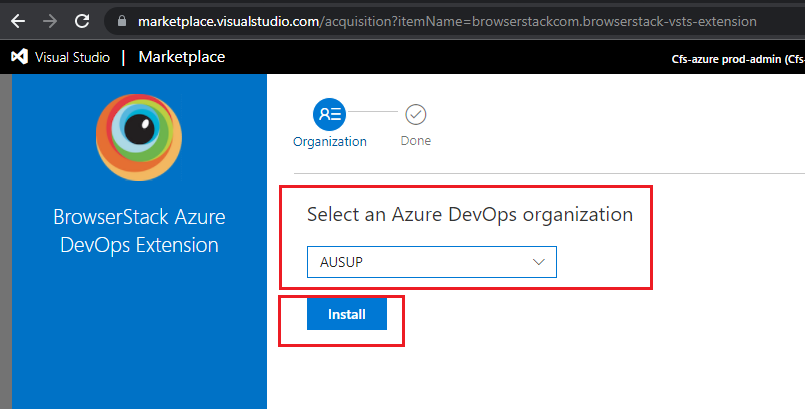 marketplace.visualstudio.com/acquisition?itemName=browserstackcom.browserstack-vsts-extension
Visual Studio | Marketplace
Cfs-azure prod-admin (Cfs-
Organization
Done
BrowserStack Azure
DevOps Extension
Select an Azure DevOps organization
AUSUP
Install